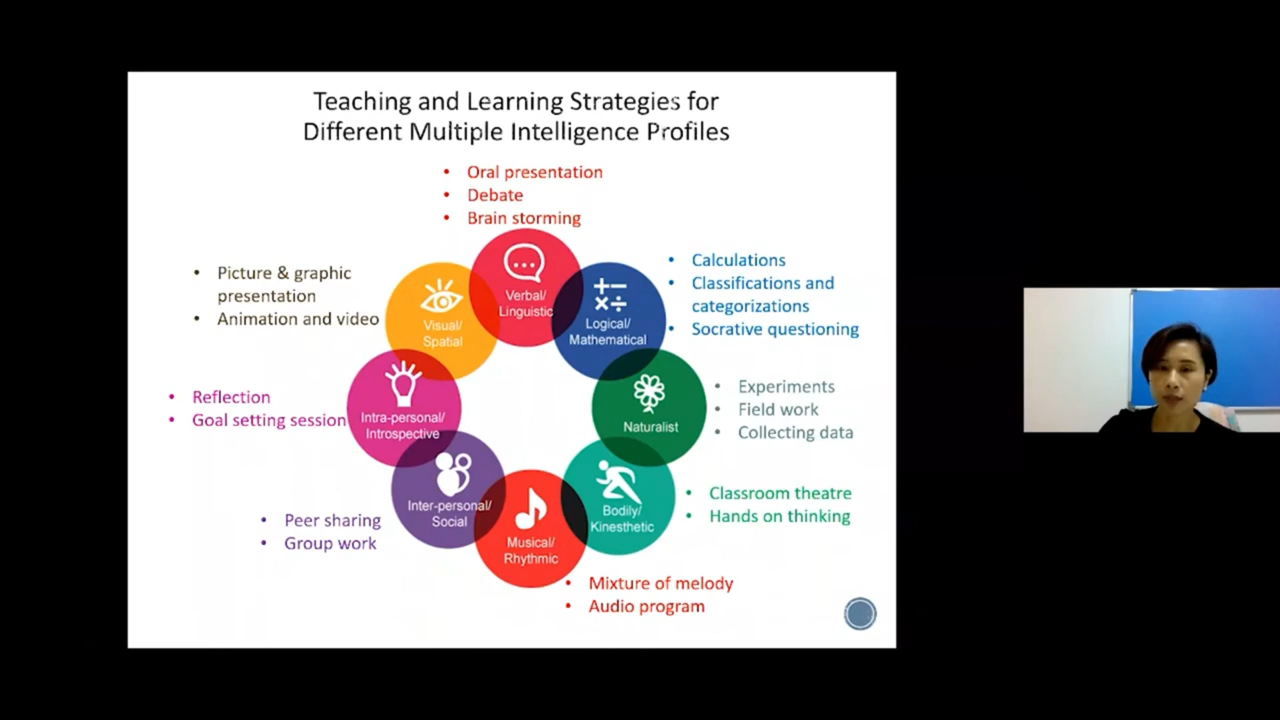 Teaching and Learning Strategies for
Different Multiple Intelligence Profiles
• Oral presentation
• Debate
• Brain storming
• Picture & graphic
presentation
• Animation and video
Visual/
Spatial
Verbal/
Linguistic
Logical/
Mathematical
• Calculations
• Classifications and
categorizations
• Socrative questioning
• Reflection
• Goal setting session
Intra-personal/
Introspective
Naturalist
• Experiments
• Field work
• Collecting data
• Peer sharing
• Group work
Inter-personal/
Social
Musical/
Rhythmic
Bodily/
Kinesthetic
• Classroom theatre
• Hands on thinking
• Mixture of melody
• Audio program